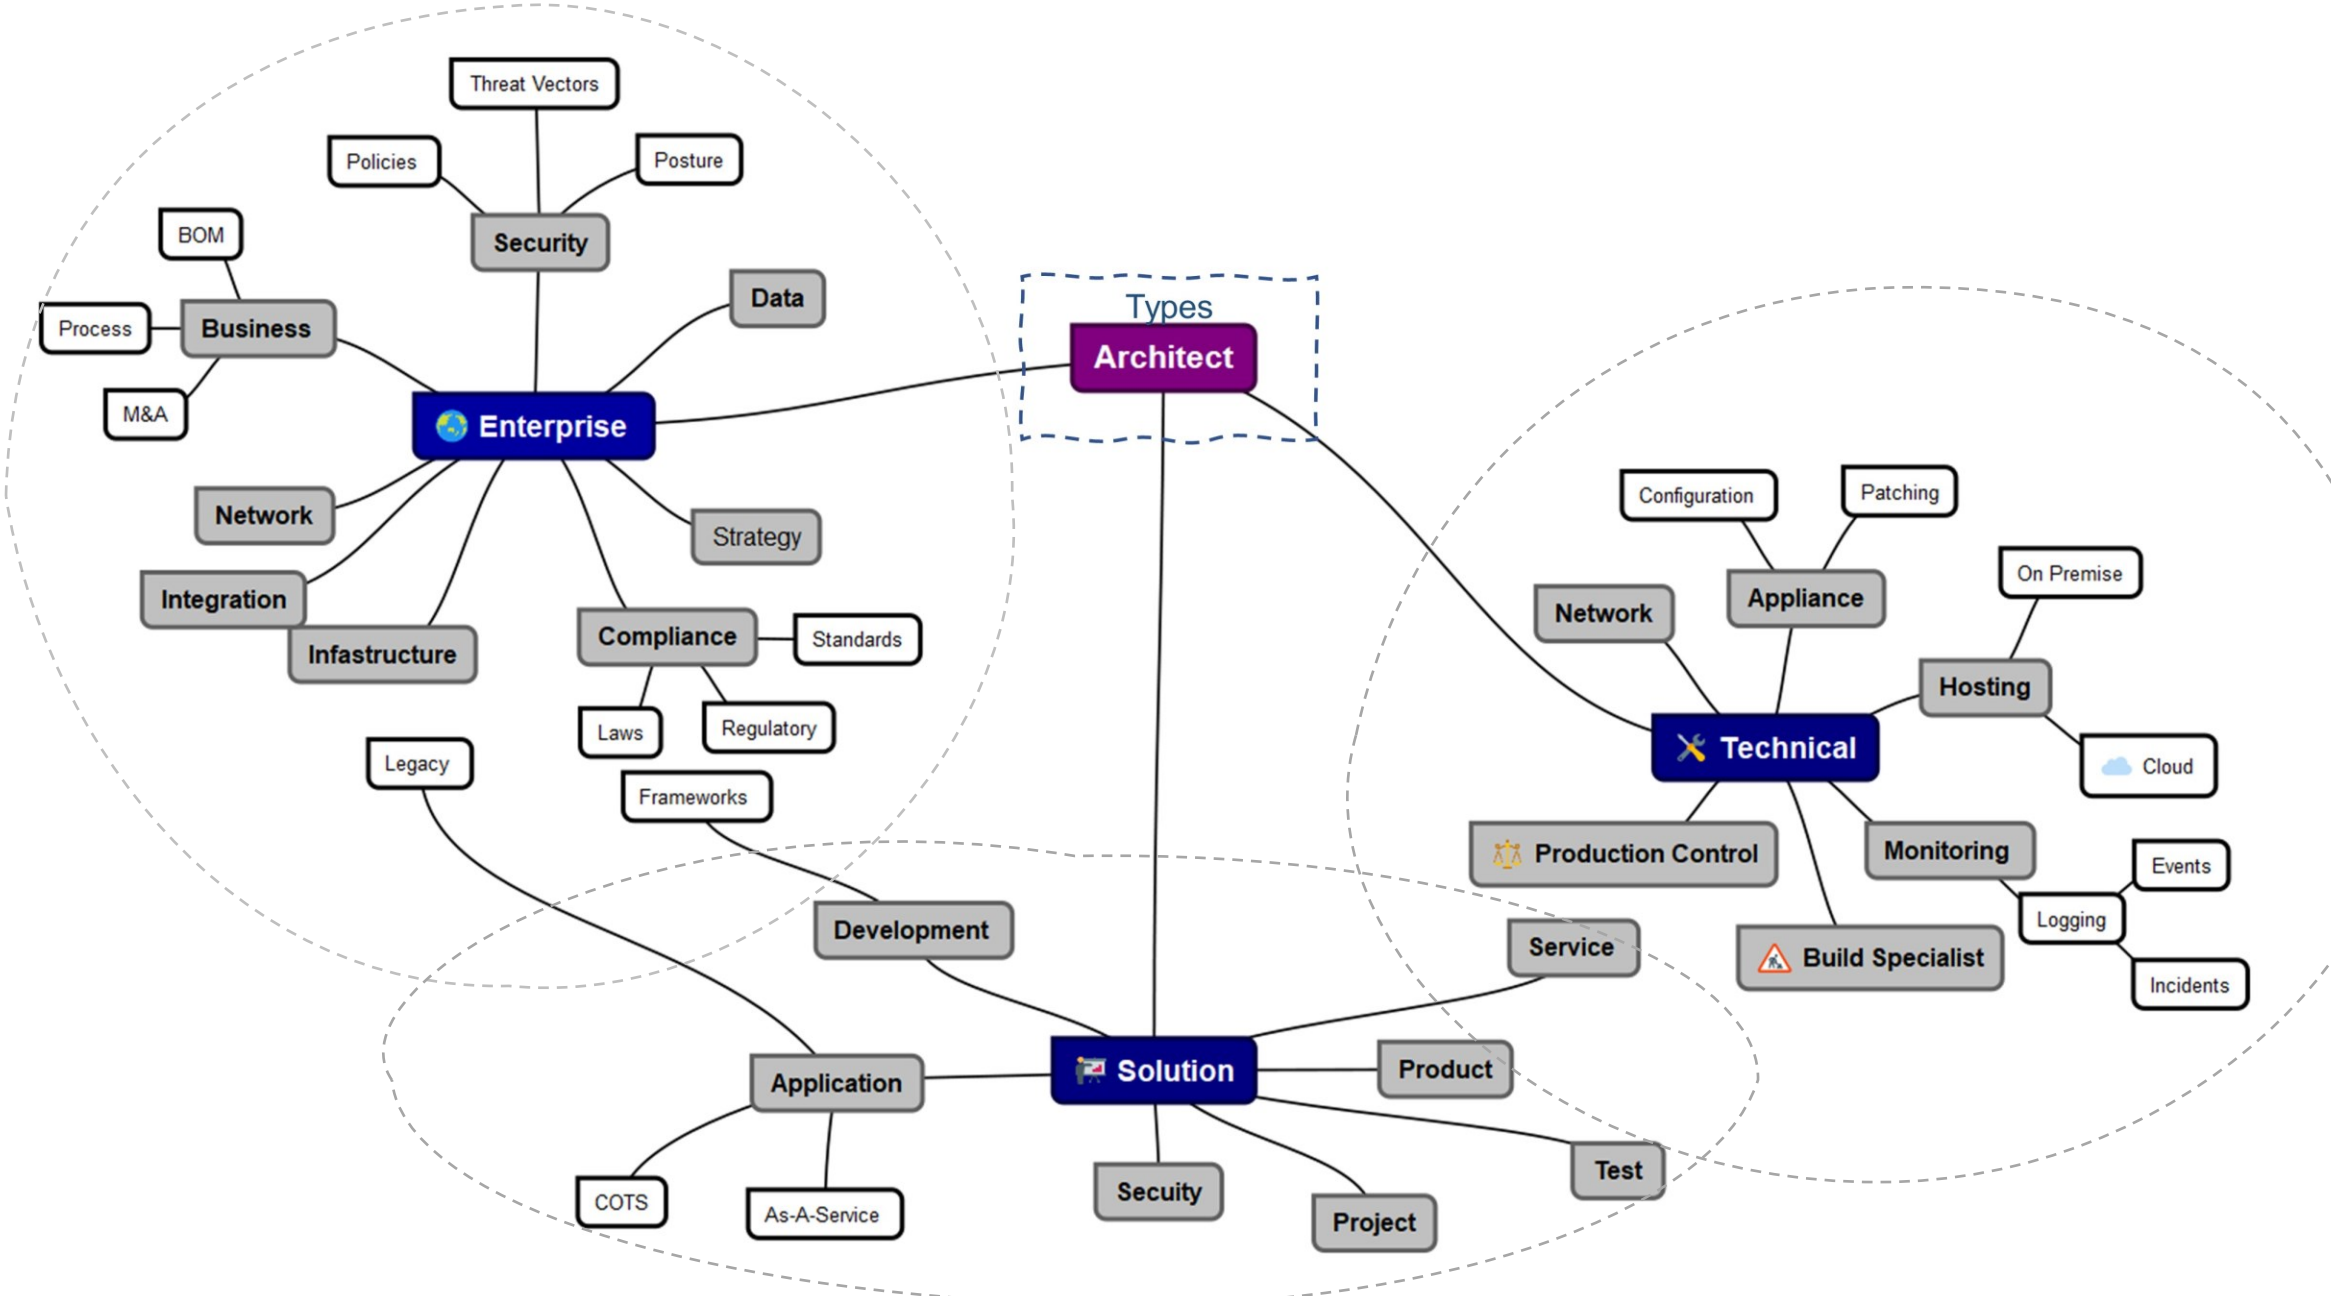 Threat Vectors
Policies
Posture
BOM
Security
Data
Process
Business
Types
Architect
M&A
Enterprise
Network
Strategy
Integration
Infastructure
Compliance
Standards
Laws
Regulatory
Legacy
Frameworks
Configuration
Patching
On Premise
Network
Appliance
Hosting
Technical
Cloud
Production Control
Monitoring
Events
Logging
Build Specialist
Incidents
Development
Service
Solution
Product
Application
Test
COTS
As-A-Service
Secuity
Project